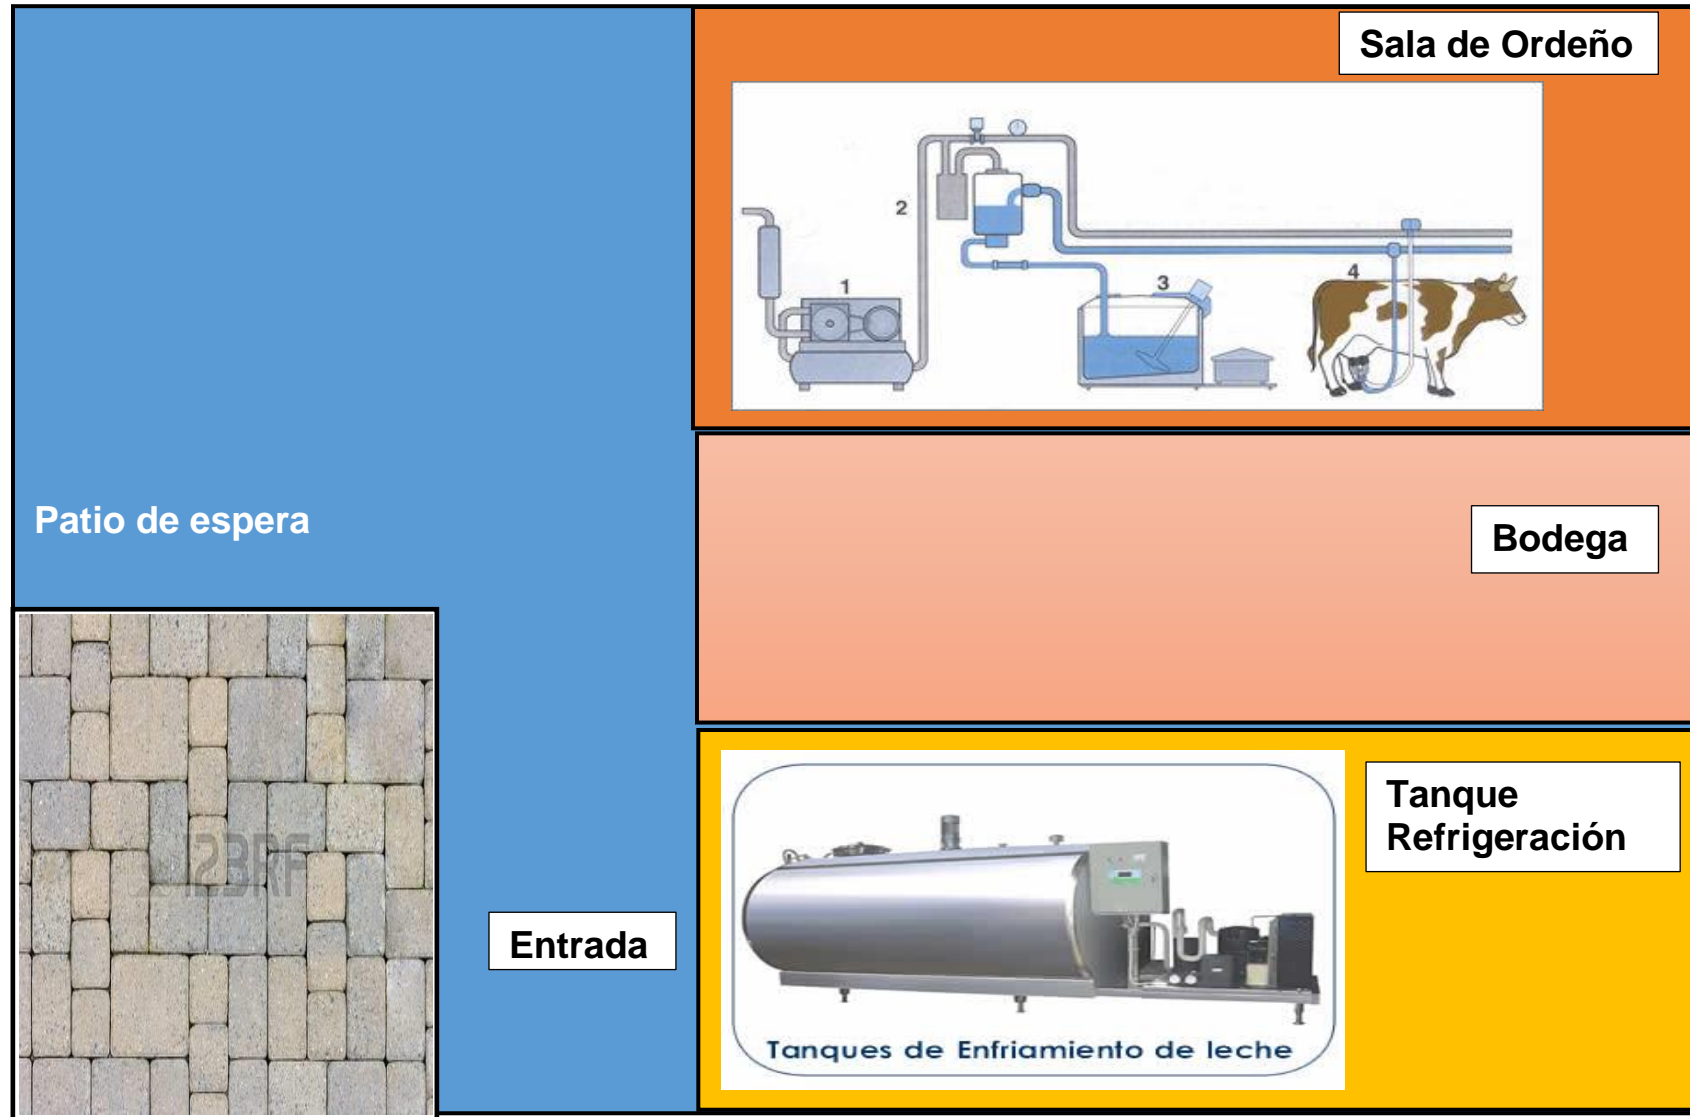 Sala de Ordeño
2
1
3
4
Patio de espera
Bodega
Tanque
Refrigeración
123RF
Entrada
Tanques de Enfriamiento de leche